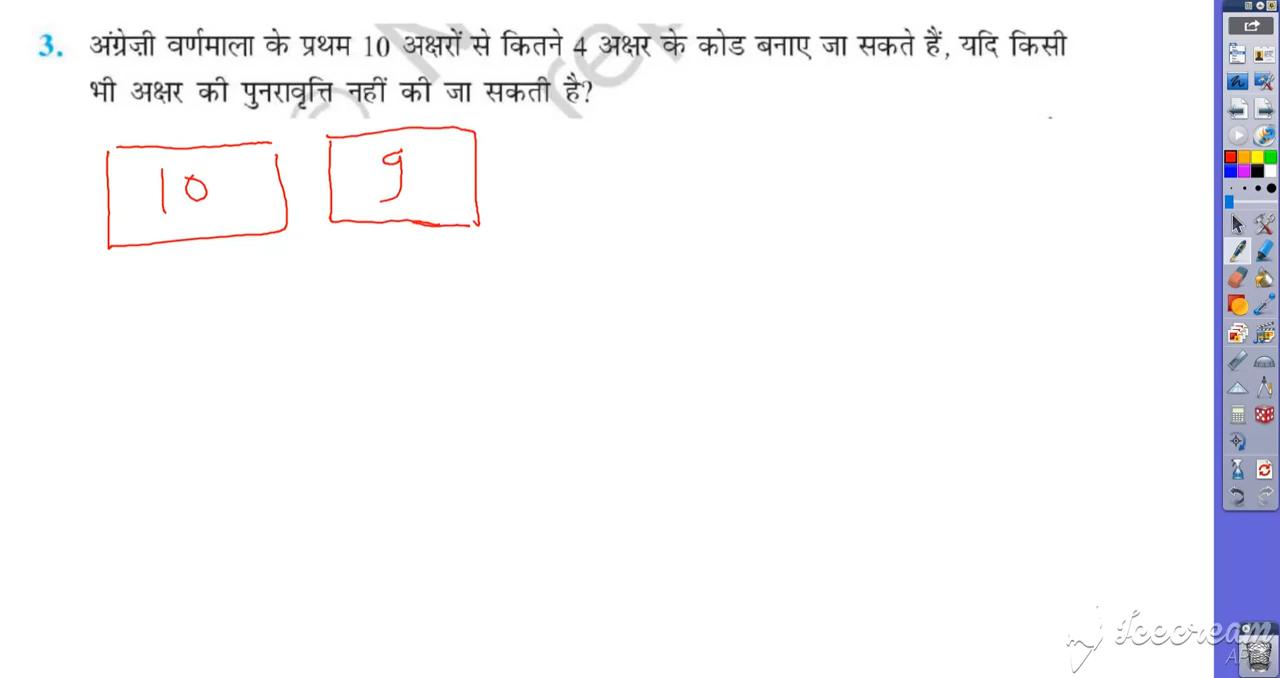 3. अंग्रेज़ी वर्णमाला के प्रथम 10 अक्षरों से कितने 4 अक्षर के कोड बनाए जा सकते हैं, यदि किसी
भी अक्षर की पुनरावृत्ति नहीं की जा सकती है?
10 9
Icecream